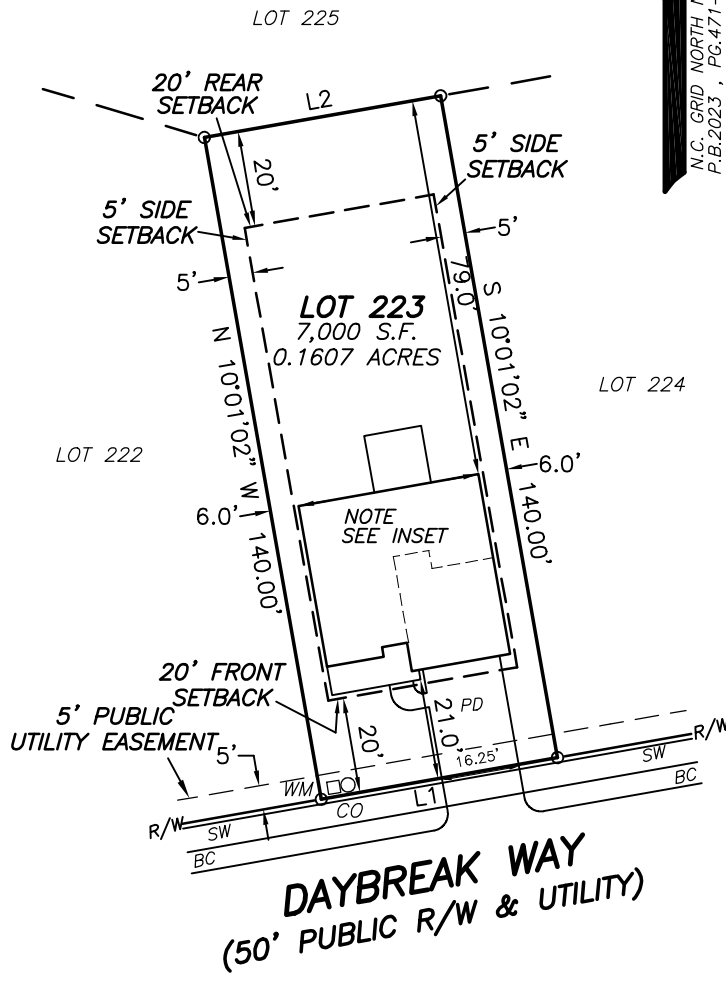 LOT 225
N.C. GRID NORTH
P.B.2023 , PG.471-
20' REAR
SETBACK
L2
5' SIDE
SETBACK
20'
5' SIDE
SETBACK
5'
5'
79.0'
LOT 223
7,000 S.F.
0.1607 ACRES
N 10°01'02" W 140.00'
S 10°01'02" E 140.00'
LOT 224
LOT 222
6.0'
6.0'
NOTE
SEE INSET
20' FRONT
SETBACK
5' PUBLIC
UTILITY EASEMENT
5'
20'
21.0'
PD
16.25'
WM
L1
CO
R/W
SW
BC
R/W
SW
BC
DAYBREAK WAY
(50' PUBLIC R/W & UTILITY)